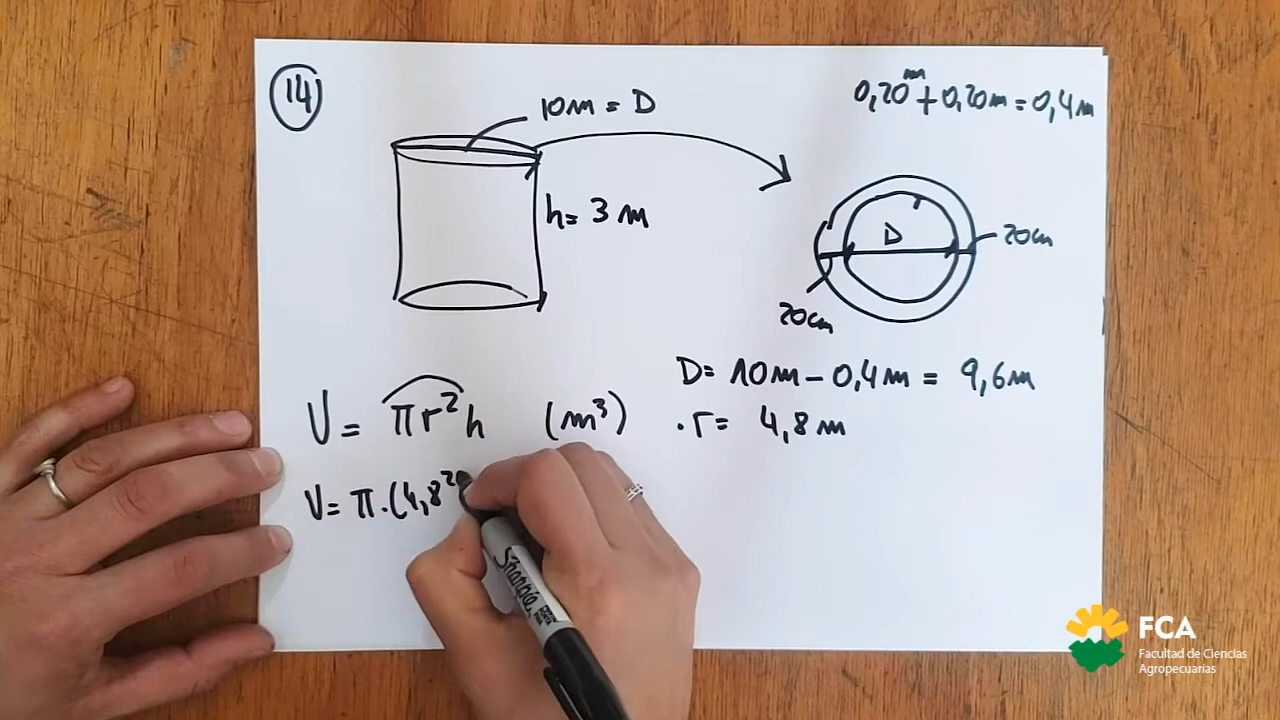 14
10m = D
0,20m + 0,20m = 0,4m
h = 3 m
D
20cm
20cm
D = 10m - 0,4m = 9,6m
V = πr²h (m³) . r = 4,8m
V = π.(4,8²
Sharpie
FCA
Facultad de Ciencias
Agropecuarias